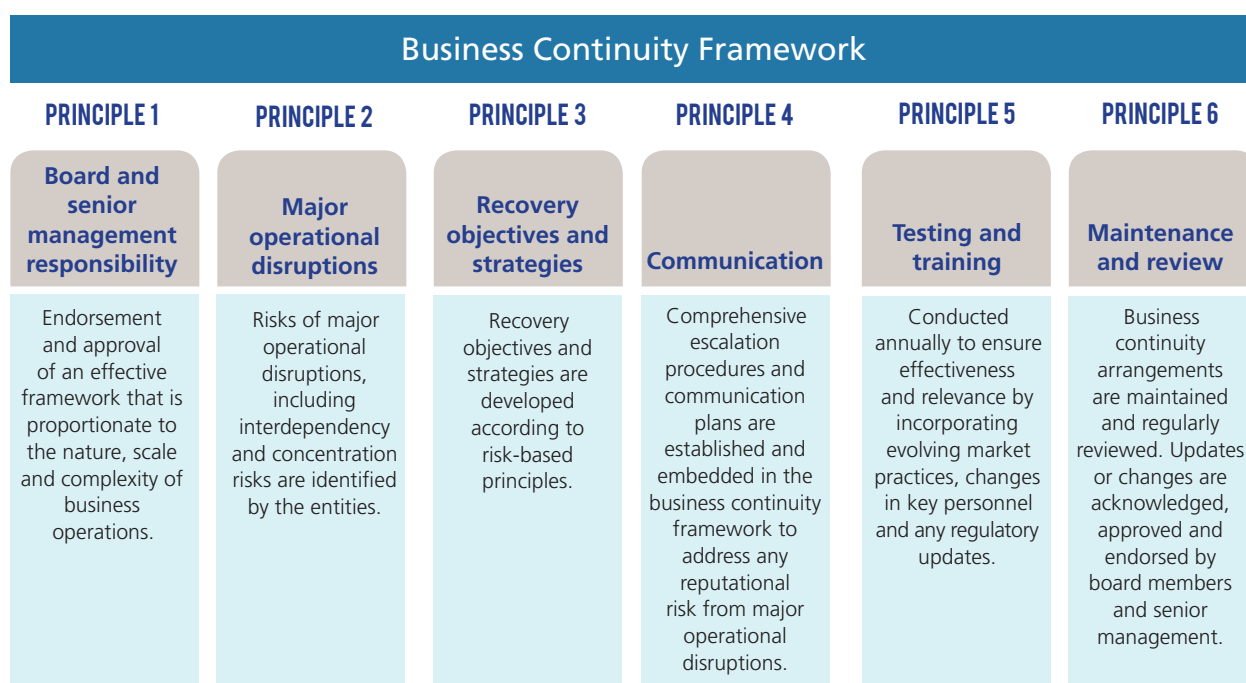 Business Continuity Framework
PRINCIPLE 1
Board and
senior
management
responsibility
Endorsement
and approval
of an effective
framework that is
proportionate to
the nature, scale
and complexity of
business
operations.
PRINCIPLE 2
Major
operational
disruptions
Risks of major
operational
disruptions,
including
interdependency
and concentration
risks are identified
by the entities.
PRINCIPLE 3
Recovery
objectives and
strategies
Recovery
objectives and
strategies are
developed
according to
risk-based
principles.
PRINCIPLE 4
Communication
Comprehensive
escalation
procedures and
communication
plans are
established and
embedded in the
business continuity
framework to
address any
reputational
risk from major
operational
disruptions.
PRINCIPLE 5
Testing and
training
Conducted
annually to ensure
effectiveness
and relevance by
incorporating
evolving market
practices, changes
in key personnel
and any regulatory
updates.
PRINCIPLE 6
Maintenance
and review
Business
continuity
arrangements
are maintained
and regularly
reviewed. Updates
or changes are
acknowledged,
approved and
endorsed by
board members
and senior
management.